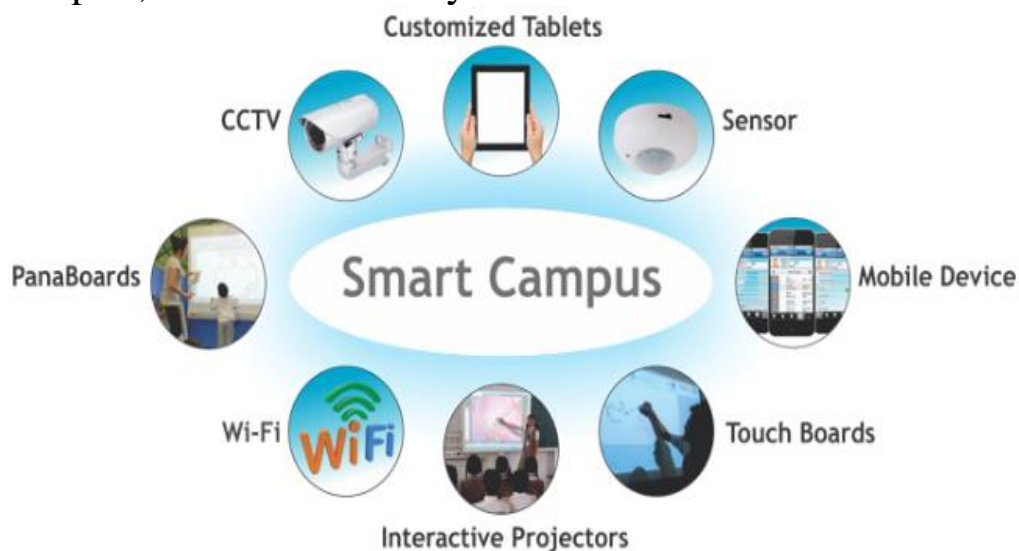 Customized Tablets
CCTV
Sensor
PanaBoards
Smart Campus
Mobile Device
Wi-Fi
WiFi
Touch Boards
Interactive Projectors